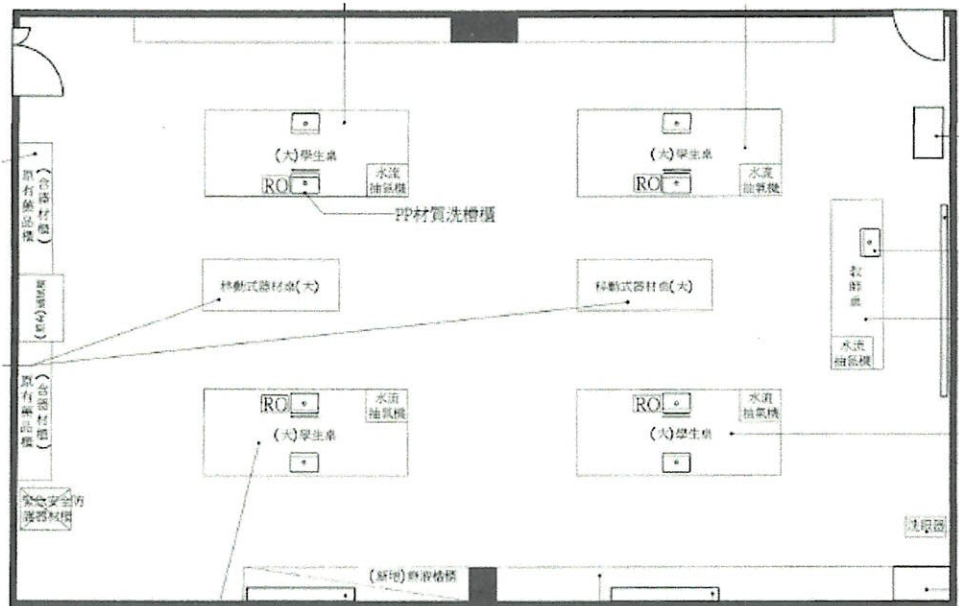 (大)學生桌
RO
水流
抽氣機
PP材質洗槽櫃
(大)學生桌
RO
水流
抽氣機
原有藥品櫃
(含器材櫃)
移動式器材桌(大)
移動式器材桌(大)
教師桌
水流
抽氣機
原有藥品櫃
(含器材櫃)
RO
水流
抽氣機
(大)學生桌
RO
水流
抽氣機
(大)學生桌
緊急安全防
護器材櫃
洗眼器
(新增)廢液櫃